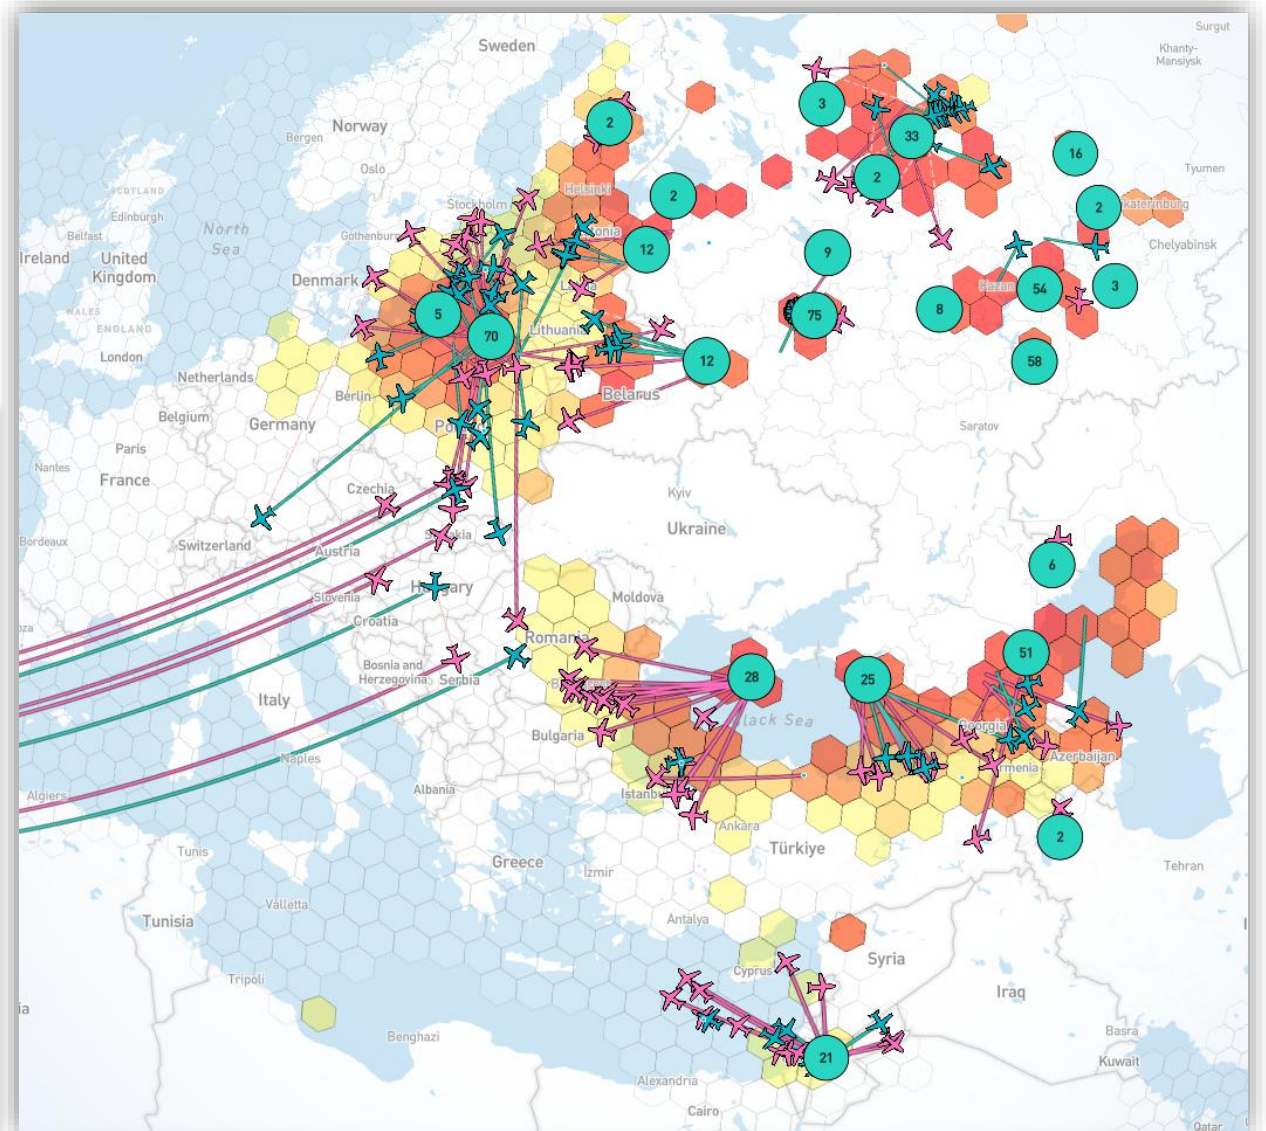 Surgut
Sweden
Khanty-
Mansiysk
3
2
Norway
Bergen
33
16
Oslo
2
Tyumen
SCOTLAND
Helsinki
2
Edinburgh
Stockholm
2
katerinburg
North
Sea
Belfast
Gothenburg
Chelyabinsk
12
9
Ireland
United
Kingdom
Denmark
Kazan
54
3
WALES
ENGLAND
5
75
8
70
Lithuania
London
12
58
Netherlands
Berlin
Belarus
Belgium
Germany
Saratov
Paris
France
Nantes
Czechia
Kyiv
Ukraine
Bordeaux
Switzerland
Austria
6
Hungary
Slovenia
Moldova
Croatia
Romania
51
Bosnia and
Herzegovina
Serbia
28
25
Italy
Black Sea
Georgia
Bulgaria
Naples
Azerbaijan
Armenia
Algiers
Albania
Ankara
2
Tunis
Greece
Izmir
Türkiye
Tehran
Valletta
Tunisia
Antalya
Syria
Cyprus
Tripoli
Iraq
Benghazi
Basra
21
Kuwait
Alexandria
Cairo
Qatar